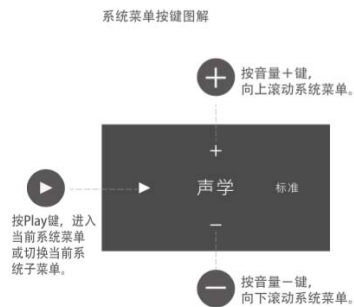 系统菜单按键图解
按音量＋键，
向上滚动系统菜单。
＋
声学 标准
－
按Play键，进入
当前系统菜单
或切换当前系
统子菜单。
按音量－键，
向下滚动系统菜单。